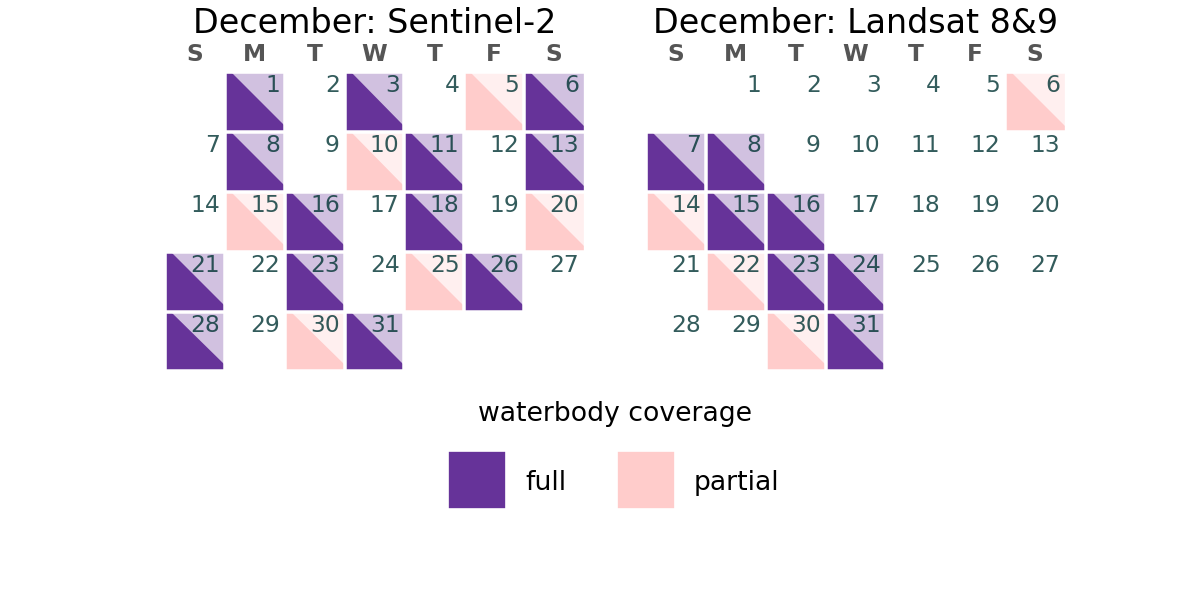 December: Sentinel-2
S M T W T F S
1 2 3 4 5 6
7 8 9 10 11 12 13
14 15 16 17 18 19 20
21 22 23 24 25 26 27
28 29 30 31
December: Landsat 8&9
S M T W T F S
1 2 3 4 5 6
7 8 9 10 11 12 13
14 15 16 17 18 19 20
21 22 23 24 25 26 27
28 29 30 31
waterbody coverage
full partial